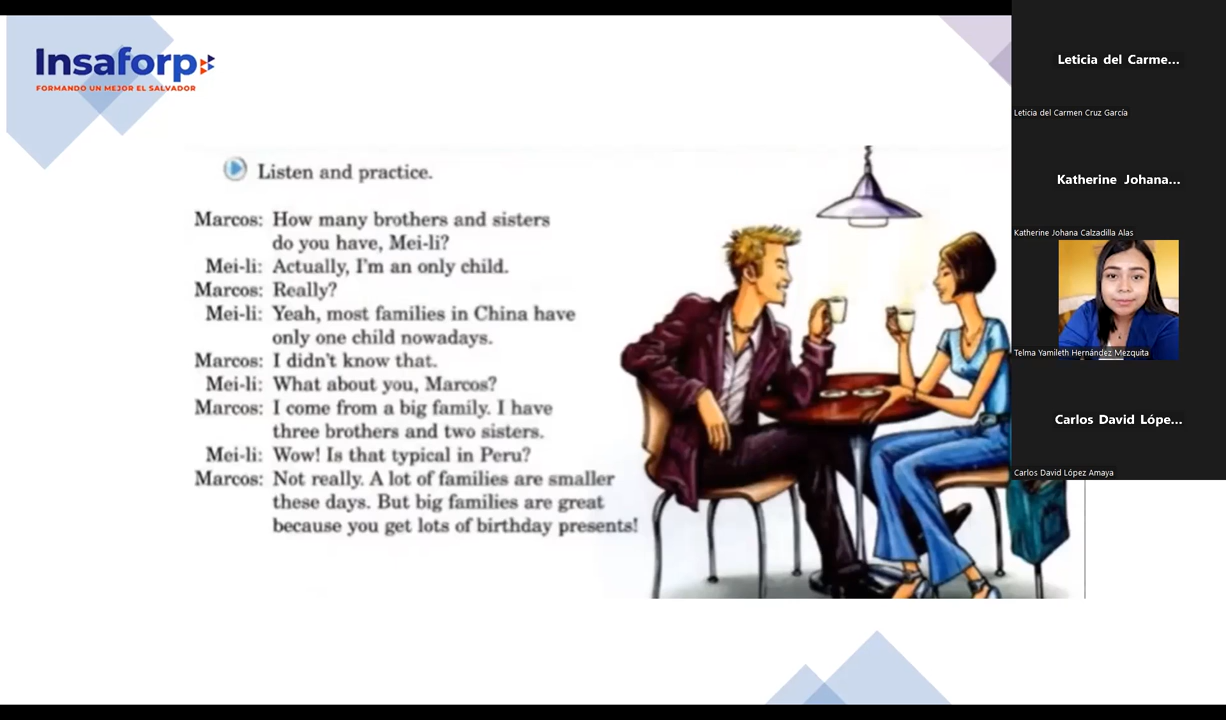 Insaforp
FORMANDO UN MEJOR EL SALVADOR
Listen and practice.
Marcos: How many brothers and sisters
do you have, Mei-li?
Mei-li: Actually, I'm an only child.
Marcos: Really?
Mei-li: Yeah, most families in China have
only one child nowadays.
Marcos: I didn't know that.
Mei-li: What about you, Marcos?
Marcos: I come from a big family. I have
three brothers and two sisters.
Mei-li: Wow! Is that typical in Peru?
Marcos: Not really. A lot of families are smaller
these days. But big families are great
because you get lots of birthday presents!
Leticia del Carme...
Leticia del Carmen Cruz García
Katherine Johana...
Katherine Johana Calzadilla Alas
Telma Yamileth Hernández Mezquita
Carlos David Lópe...
Carlos David López Amaya